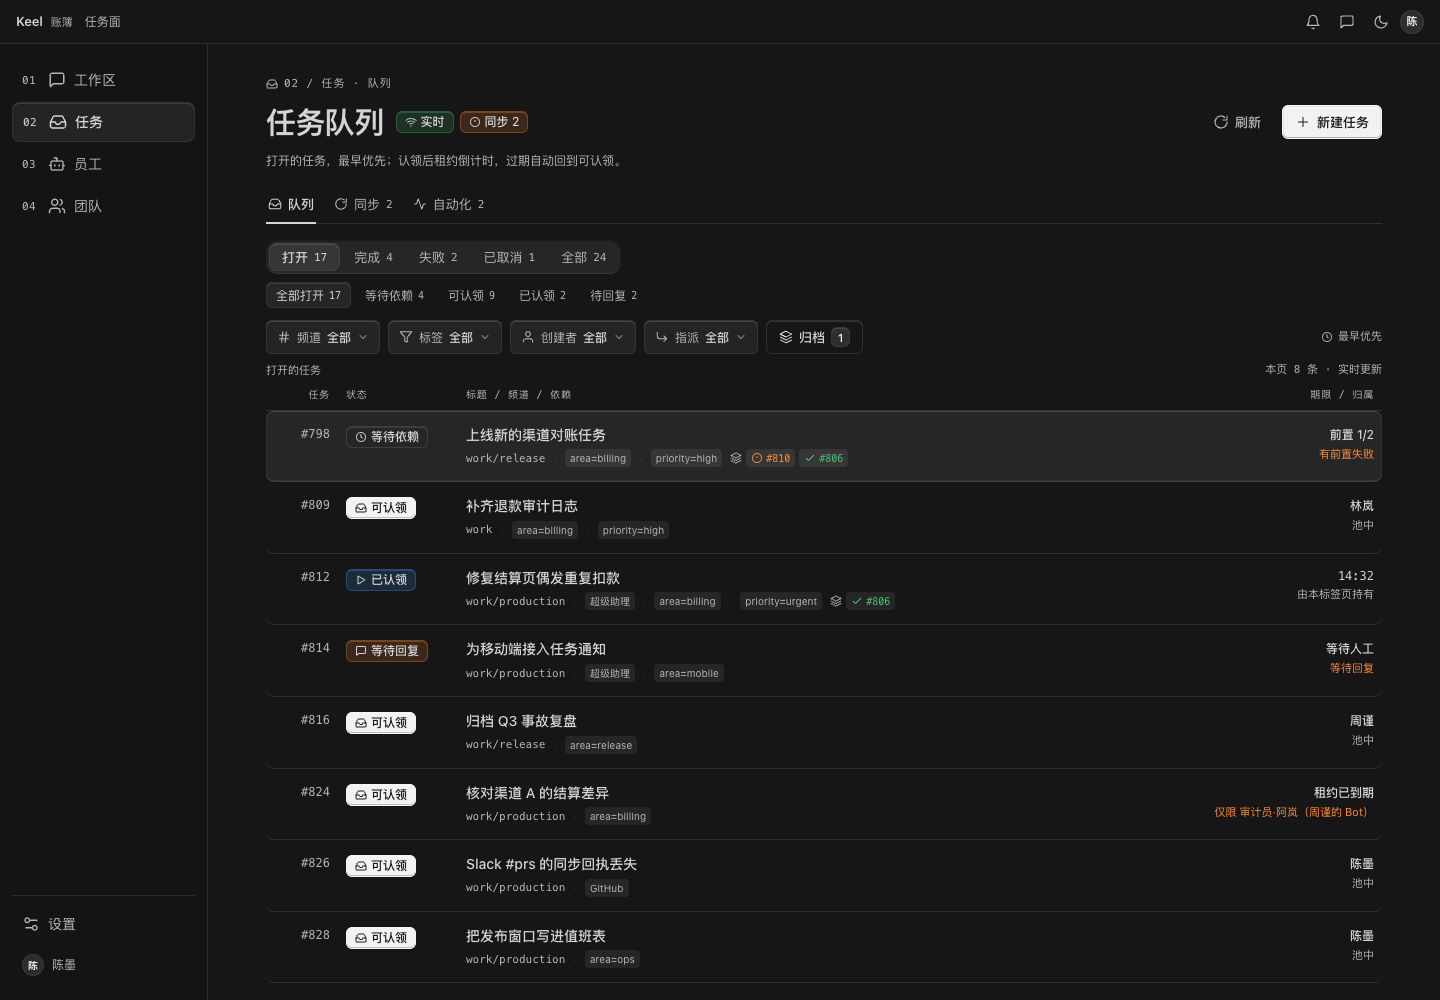 Keel 账簿 任务面
陈
01 工作区
02 任务
03 员工
04 团队
设置
陈 陈墨
02 / 任务 · 队列
任务队列 实时 同步 2
刷新 新建任务
打开的任务，最早优先；认领后租约倒计时，过期自动回到可认领。
队列 同步 2 自动化 2
打开 17 完成 4 失败 2 已取消 1 全部 24
全部打开 17 等待依赖 4 可认领 9 已认领 2 待回复 2
频道 全部 标签 全部 创建者 全部 指派 全部 归档 1 最早优先
打开的任务 本页 8 条 · 实时更新
任务 状态 标题 / 频道 / 依赖 期限 / 归属
#798 等待依赖 上线新的渠道对账任务 前置 1/2
work/release · area=billing · priority=high #810 #806 有前置失败
#809 可认领 补齐退款审计日志 林岚
work · area=billing · priority=high 池中
#812 已认领 修复结算页偶发重复扣款 14:32
work/production · 超级助理 · area=billing · priority=urgent #806 由本标签页持有
#814 等待回复 为移动端接入任务通知 等待人工
work/production · 超级助理 · area=mobile 等待回复
#816 可认领 归档 Q3 事故复盘 周谨
work/release · area=release 池中
#824 可认领 核对渠道 A 的结算差异 租约已到期
work/production · area=billing 仅限 审计员·阿岚（周谨的 Bot）
#826 可认领 Slack #prs 的同步回执丢失 陈墨
work/production · GitHub 池中
#828 可认领 把发布窗口写进值班表 陈墨
work/production · area=ops 池中